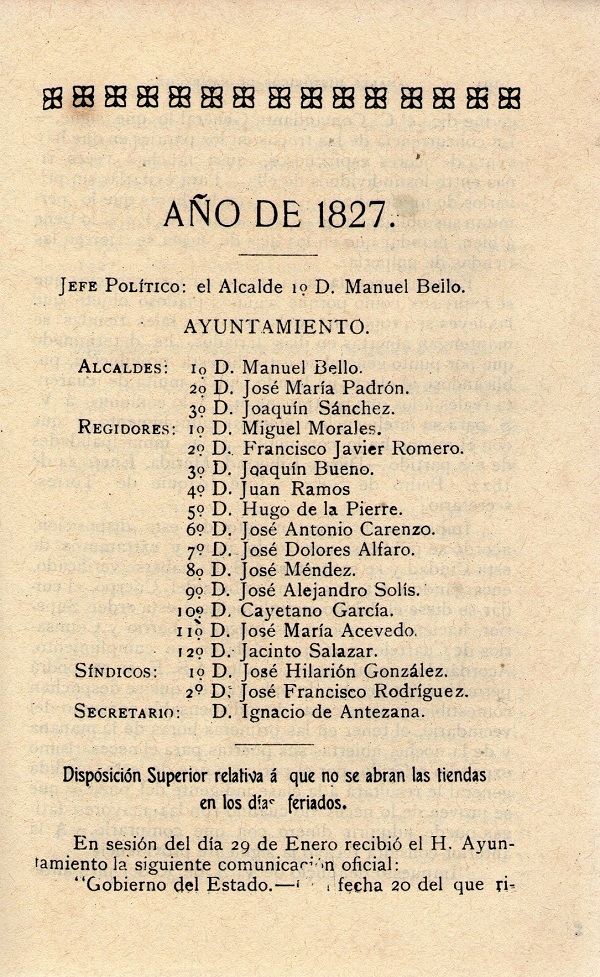 AÑO DE 1827.
JEFE POLÍTICO: el Alcalde 1º D. Manuel Bello.
AYUNTAMIENTO.
ALCALDES: 1º D. Manuel Bello.
2º D. José María Padrón.
3º D. Joaquín Sánchez.
REGIDORES: 1º D. Miguel Morales.
2º D. Francisco Javier Romero.
3º D. Joaquín Bueno.
4º D. Juan Ramos
5º D. Hugo de la Pierre.
6º D. José Antonio Carenzo.
7º D. José Dolores Alfaro.
8º D. José Méndez.
9º D. José Alejandro Solís.
10º D. Cayetano García.
11º D. José María Acevedo.
12º D. Jacinto Salazar.
SÍNDICOS: 1º D. José Hilarión González.
2º D. José Francisco Rodríguez.
SECRETARIO: D. Ignacio de Antezana.
Disposición Superior relativa á que no se abran las tiendas
en los días feriados.
En sesión del día 29 de Enero recibió el H. Ayun-
tamiento la siguiente comunicación oficial:
"Gobierno del Estado.— fecha 20 del que ri-